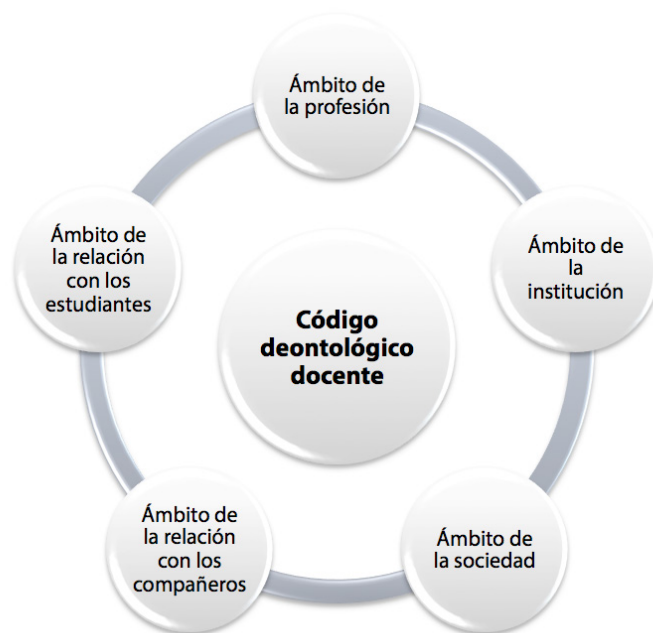 Ámbito de
la profesión
Ámbito de
la
institución
Ámbito de
la sociedad
Ámbito de
la relación
con los
compañeros
Ámbito de
la relación
con los
estudiantes
Código
deontológico
docente